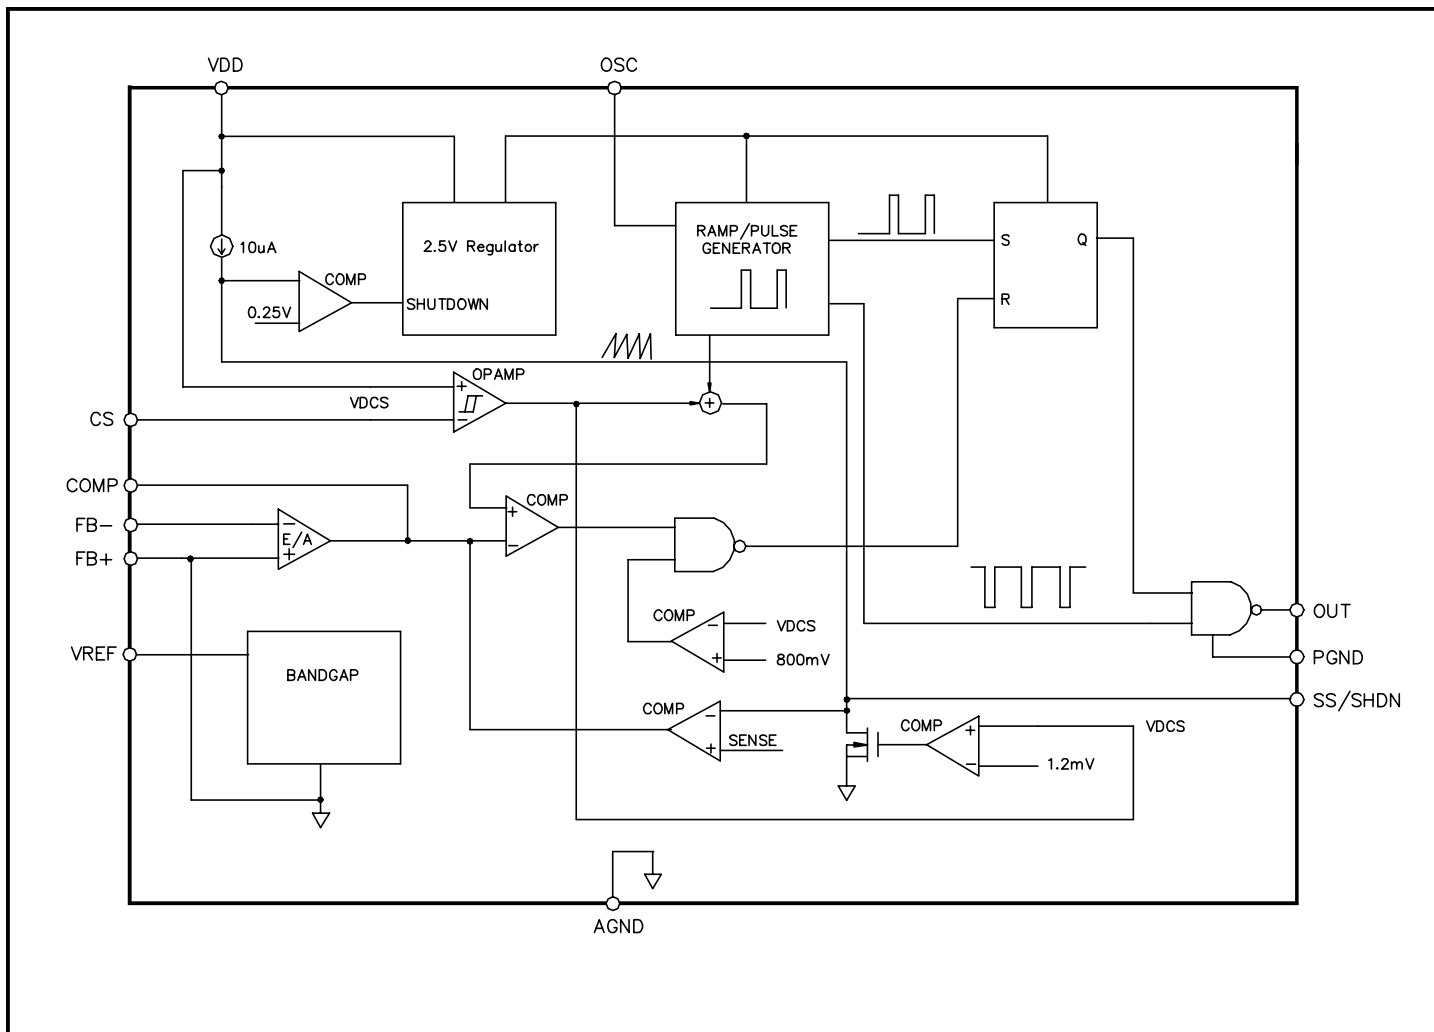 VDD
OSC
10uA
2.5V Regulator
SHUTDOWN
COMP
0.25V
RAMP/PULSE
GENERATOR
S
Q
R
OPAMP
+
−
VDCS
CS
+
COMP
FB−
FB+
−
E/A
+
COMP
+
−
VREF
BANDGAP
COMP
−
+
VDCS
800mV
OUT
PGND
SS/SHDN
COMP
−
+
SENSE
COMP
+
−
VDCS
1.2mV
AGND